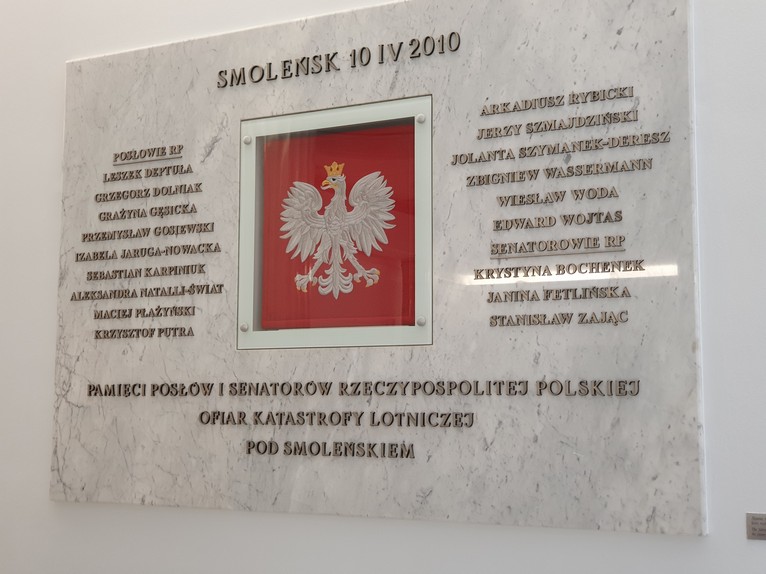 SMOLEŃSK 10 IV 2010
POSŁOWIE RP
LESZEK DEPTUŁA
GRZEGORZ DOLNIAK
GRAŻYNA GĘSICKA
PRZEMYSŁAW GOSIEWSKI
IZABELA JARUGA-NOWACKA
SEBASTIAN KARPINIUK
ALEKSANDRA NATALLI-ŚWIAT
MACIEJ PŁAŻYŃSKI
KRZYSZTOF PUTRA
ARKADIUSZ RYBICKI
JERZY SZMAJDZIŃSKI
JOLANTA SZYMANEK-DERESZ
ZBIGNIEW WASSERMANN
WIESŁAW WODA
EDWARD WOJTAS
SENATOROWIE RP
KRYSTYNA BOCHENEK
JANINA FETLIŃSKA
STANISŁAW ZAJĄC
PAMIĘCI POSŁÓW I SENATORÓW RZECZYPOSPOLITEJ POLSKIEJ
OFIAR KATASTROFY LOTNICZEJ
POD SMOLEŃSKIEM